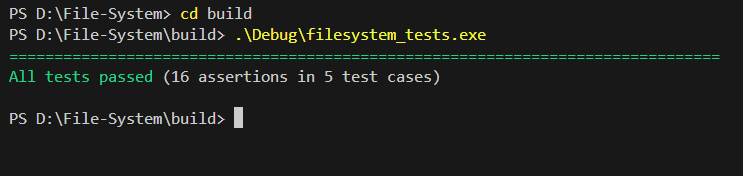 PS D:\File-System> cd build
PS D:\File-System\build> .\Debug\filesystem_tests.exe
===============================================================================
All tests passed (16 assertions in 5 test cases)
PS D:\File-System\build>